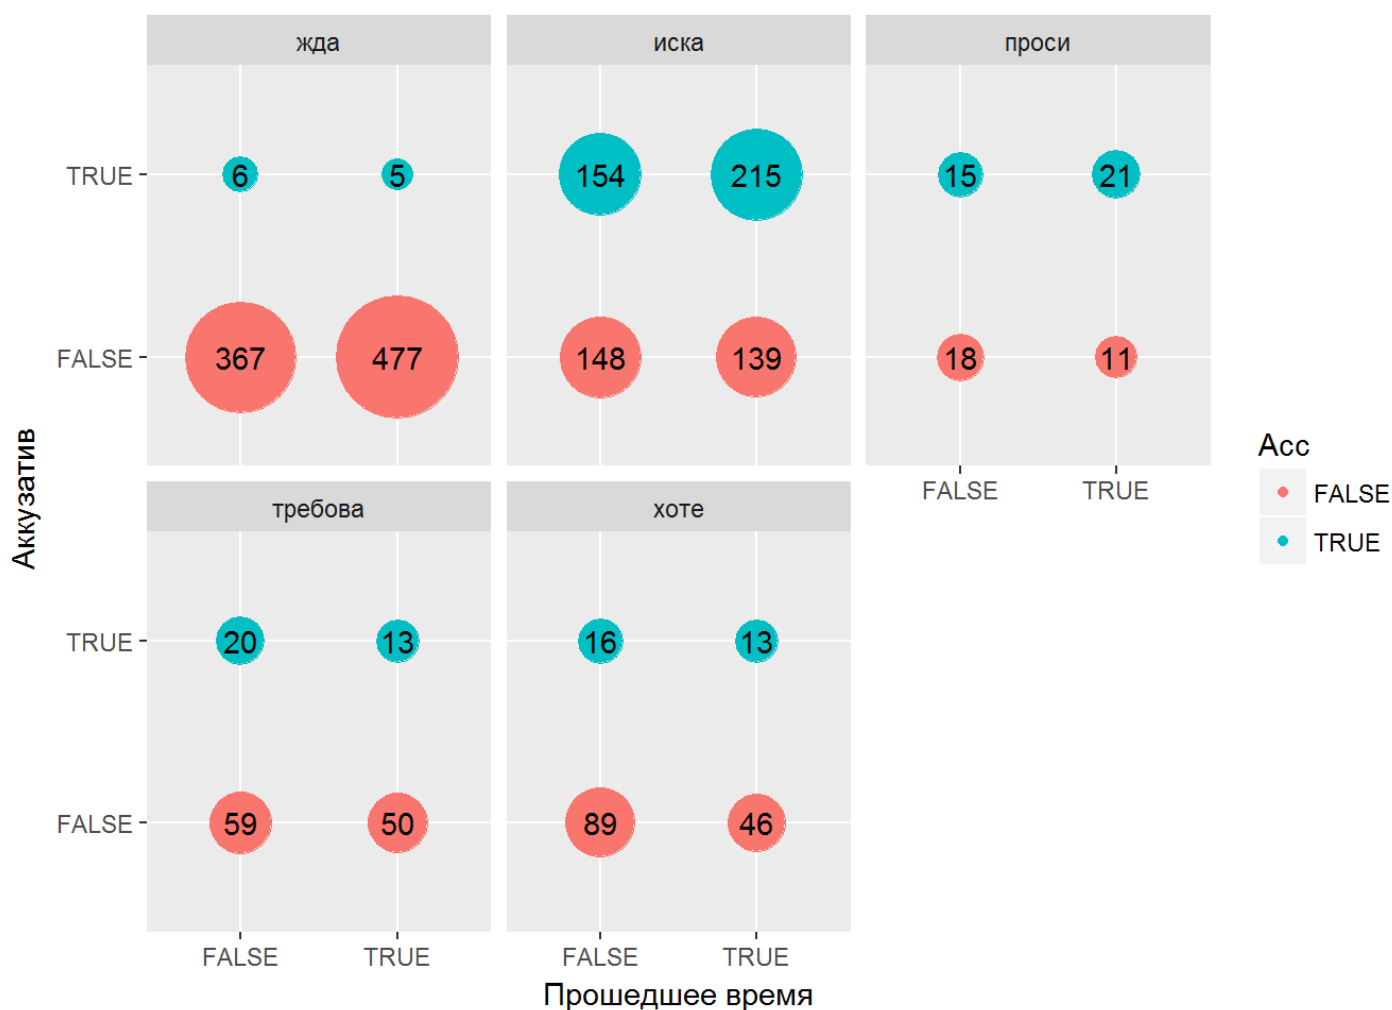 жда
иска
проси
TRUE
6
5
154
215
15
21
FALSE
367
477
148
139
18
11
FALSE
TRUE
требова
хоте
TRUE
20
13
16
13
FALSE
59
50
89
46
FALSE
TRUE
FALSE
TRUE
Прошедшее время
Аккузатив
Acc
FALSE
TRUE